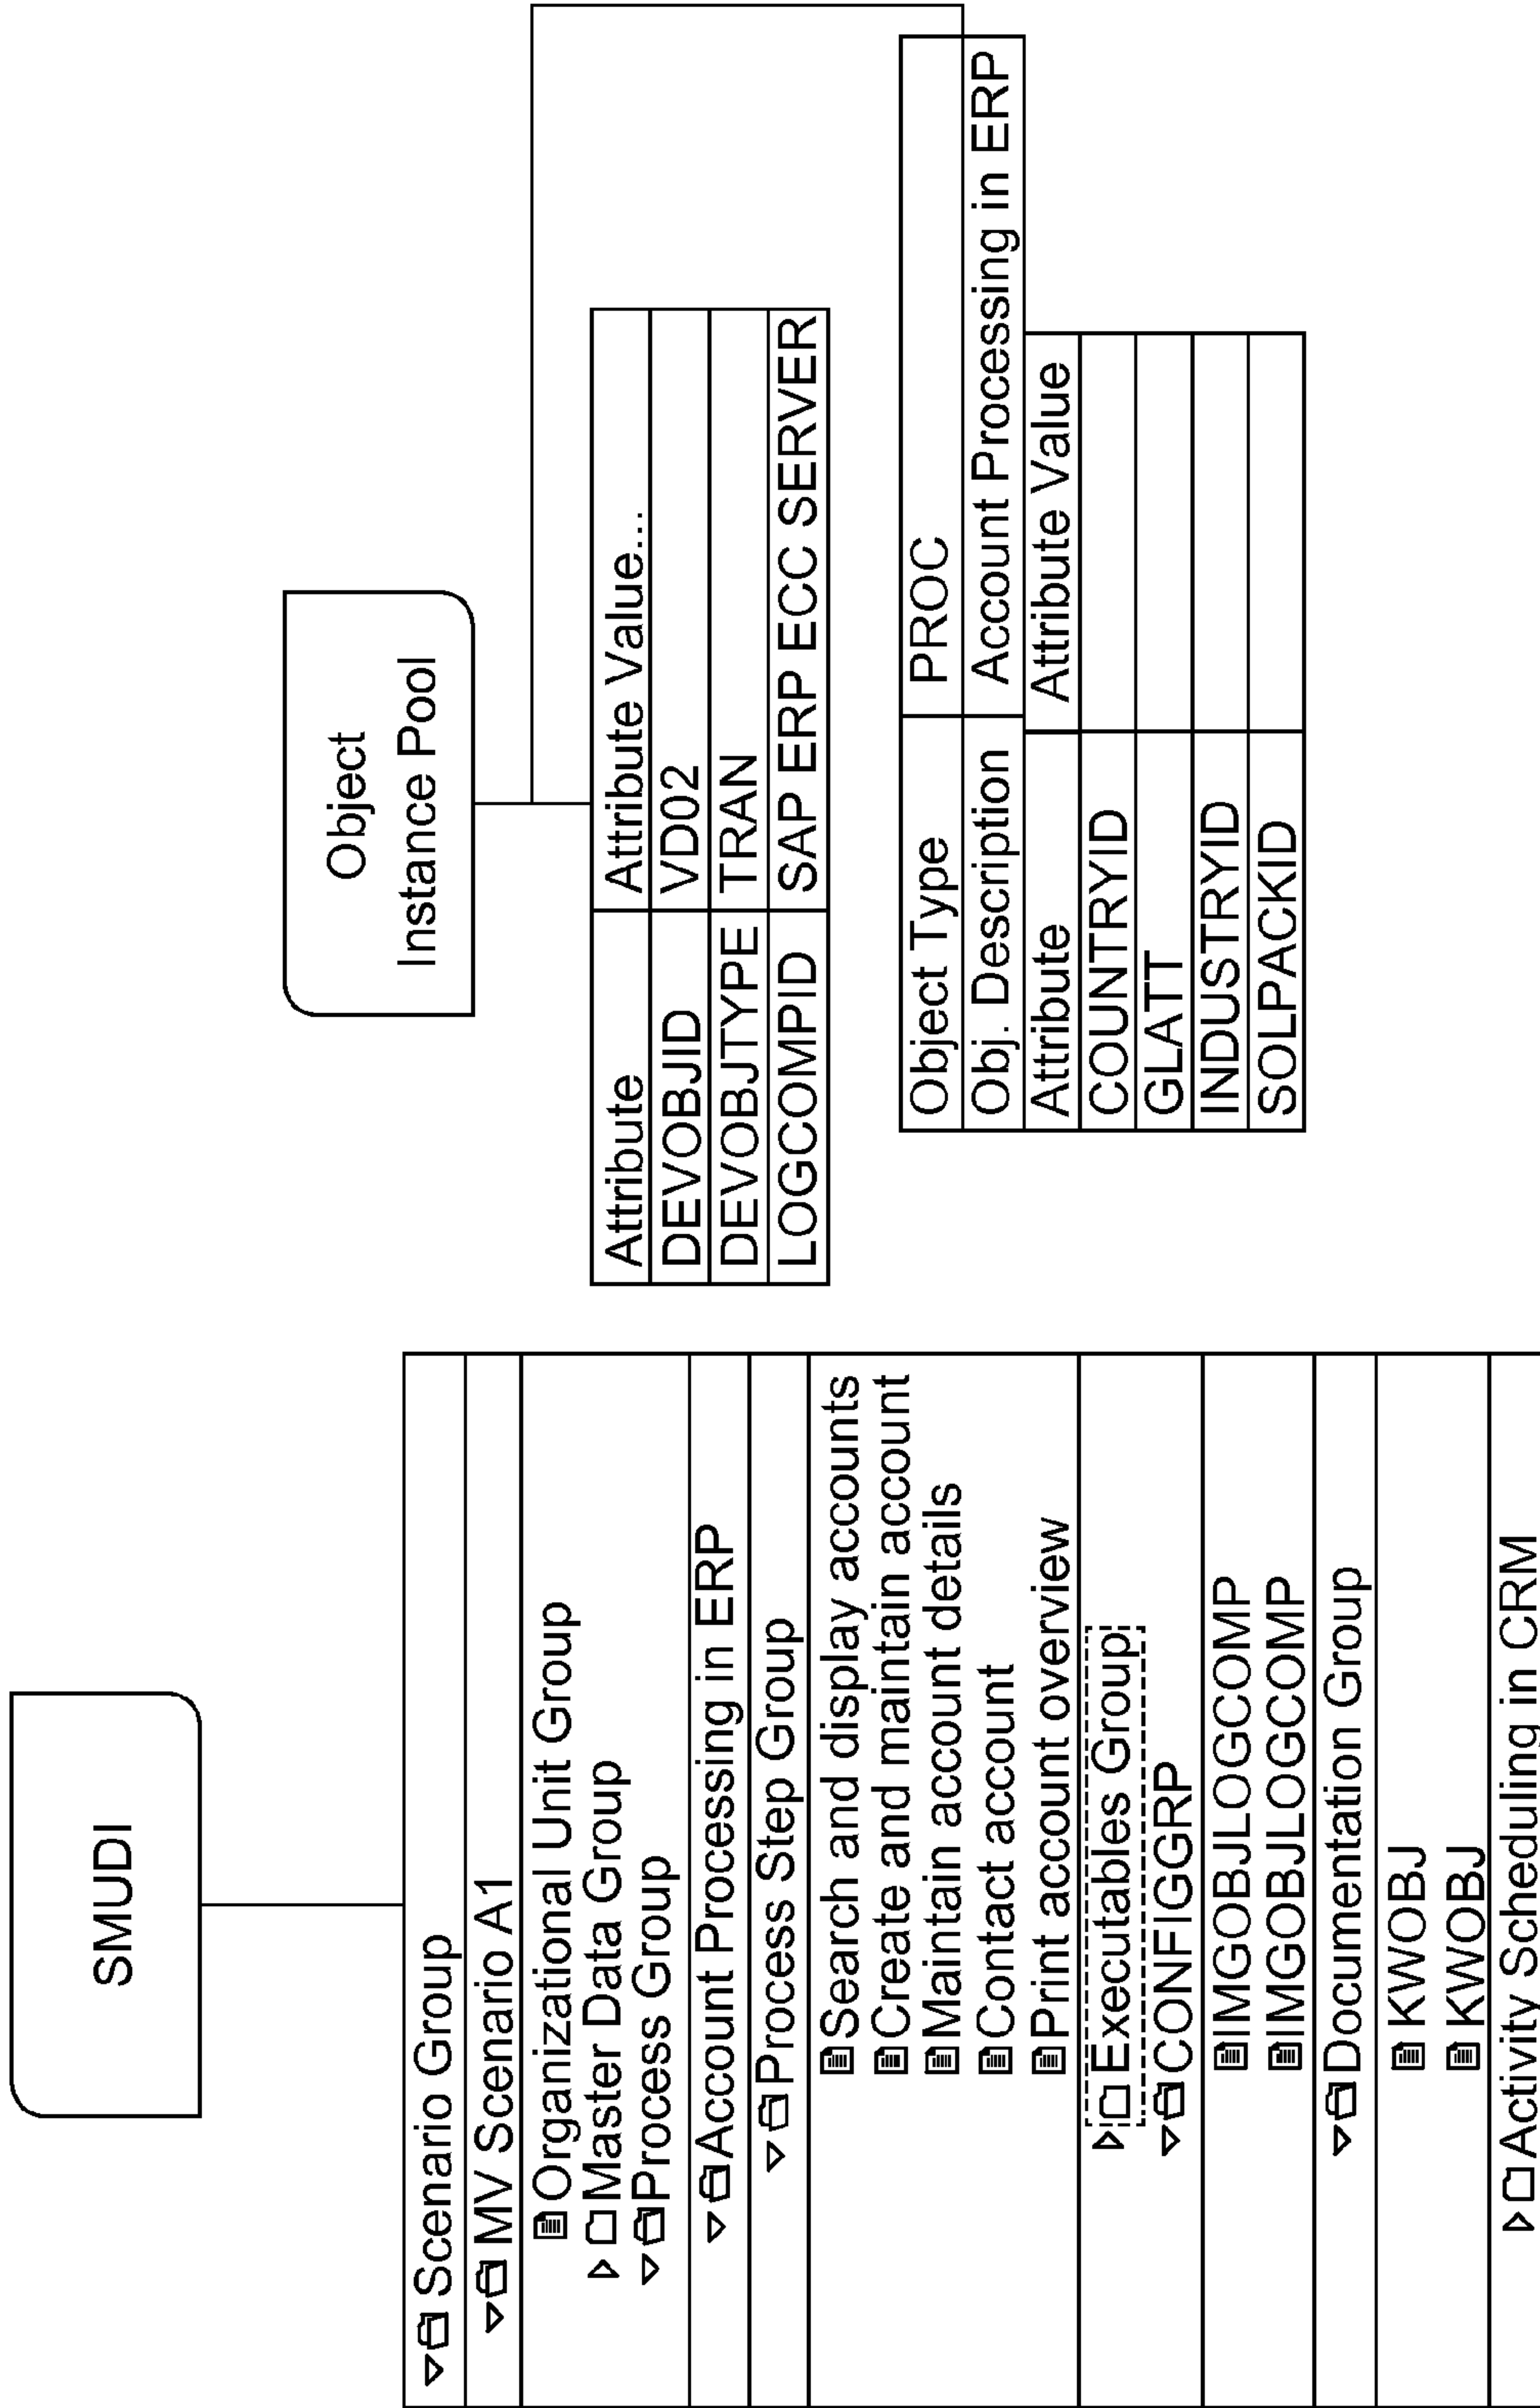 SMUDI
Scenario Group
MV Scenario A1
Organizational Unit Group
Master Data Group
Process Group
Account Processing in ERP
Process Step Group
Search and display accounts
Create and maintain account
Maintain account details
Contact account
Print account overview
Executables Group
CONFIGGRP
IMGOBJLOGCOMP
IMGOBJLOGCOMP
Documentation Group
KWOBJ
KWOBJ
Activity Scheduling in CRM
Object
Instance Pool
Attribute Attribute Value...
DEVOBJID VD02
DEVOBJTYPE TRAN
LOGCOMPID SAP ERP ECC SERVER
Object Type PROC
Obj. Description Account Processing in ERP
Attribute Attribute Value
COUNTRYID
GLATT
INDUSTRYID
SOLPACKID